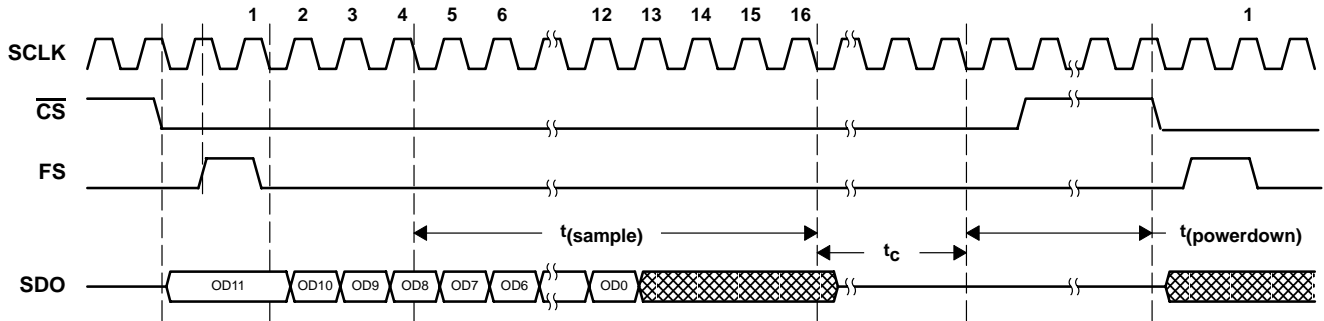 1 2 3 4 5 6 12 13 14 15 16 1
SCLK
CS
FS
t(sample)
tc
t(powerdown)
SDO OD11 OD10 OD9 OD8 OD7 OD6 OD0